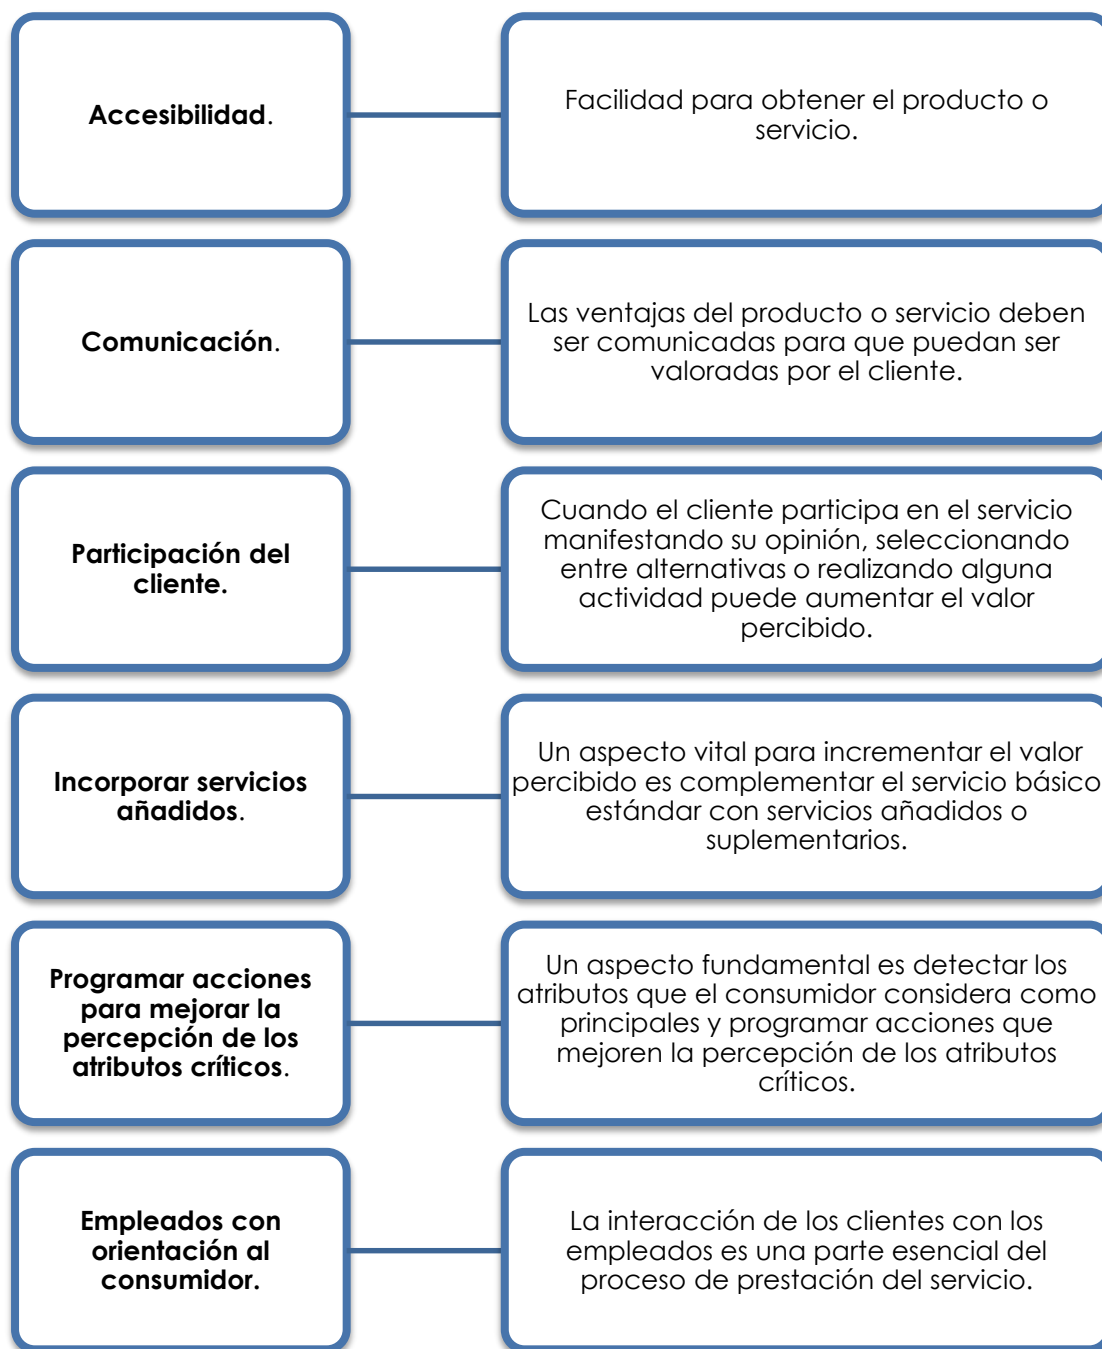 Accesibilidad.
Facilidad para obtener el producto o
servicio.
Comunicación.
Las ventajas del producto o servicio deben
ser comunicadas para que puedan ser
valoradas por el cliente.
Participación del
cliente.
Cuando el cliente participa en el servicio
manifestando su opinión, seleccionando
entre alternativas o realizando alguna
actividad puede aumentar el valor
percibido.
Incorporar servicios
añadidos.
Un aspecto vital para incrementar el valor
percibido es complementar el servicio básico
estándar con servicios añadidos o
suplementarios.
Programar acciones
para mejorar la
percepción de los
atributos críticos.
Un aspecto fundamental es detectar los
atributos que el consumidor considera como
principales y programar acciones que
mejoren la percepción de los atributos
críticos.
Empleados con
orientación al
consumidor.
La interacción de los clientes con los
empleados es una parte esencial del
proceso de prestación del servicio.